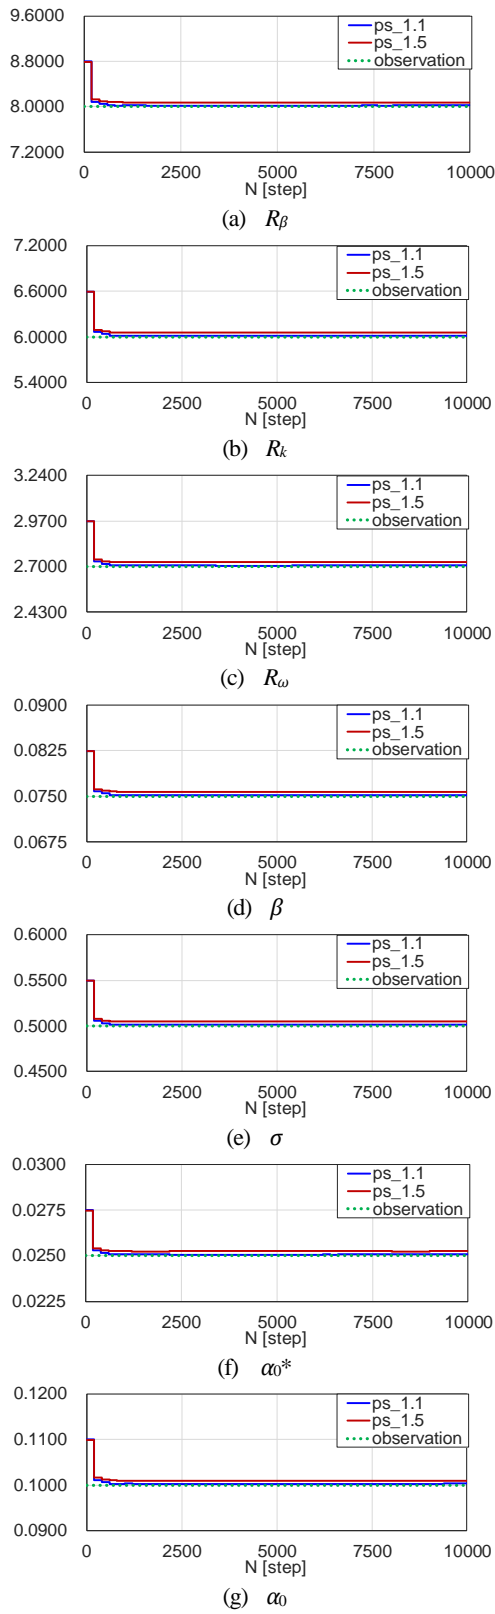 9.6000
ps_1.1
ps_1.5
observation
8.8000
8.0000
7.2000
0 2500 5000 7500 10000
N [step]
(a) Rβ
7.2000
ps_1.1
ps_1.5
observation
6.6000
6.0000
5.4000
0 2500 5000 7500 10000
N [step]
(b) Rk
3.2400
ps_1.1
ps_1.5
observation
2.9700
2.7000
2.4300
0 2500 5000 7500 10000
N [step]
(c) Rω
0.0900
ps_1.1
ps_1.5
observation
0.0825
0.0750
0.0675
0 2500 5000 7500 10000
N [step]
(d) β
0.6000
ps_1.1
ps_1.5
observation
0.5500
0.5000
0.4500
0 2500 5000 7500 10000
N [step]
(e) σ
0.0300
ps_1.1
ps_1.5
observation
0.0275
0.0250
0.0225
0 2500 5000 7500 10000
N [step]
(f) α0*
0.1200
ps_1.1
ps_1.5
observation
0.1100
0.1000
0.0900
0 2500 5000 7500 10000
N [step]
(g) α0